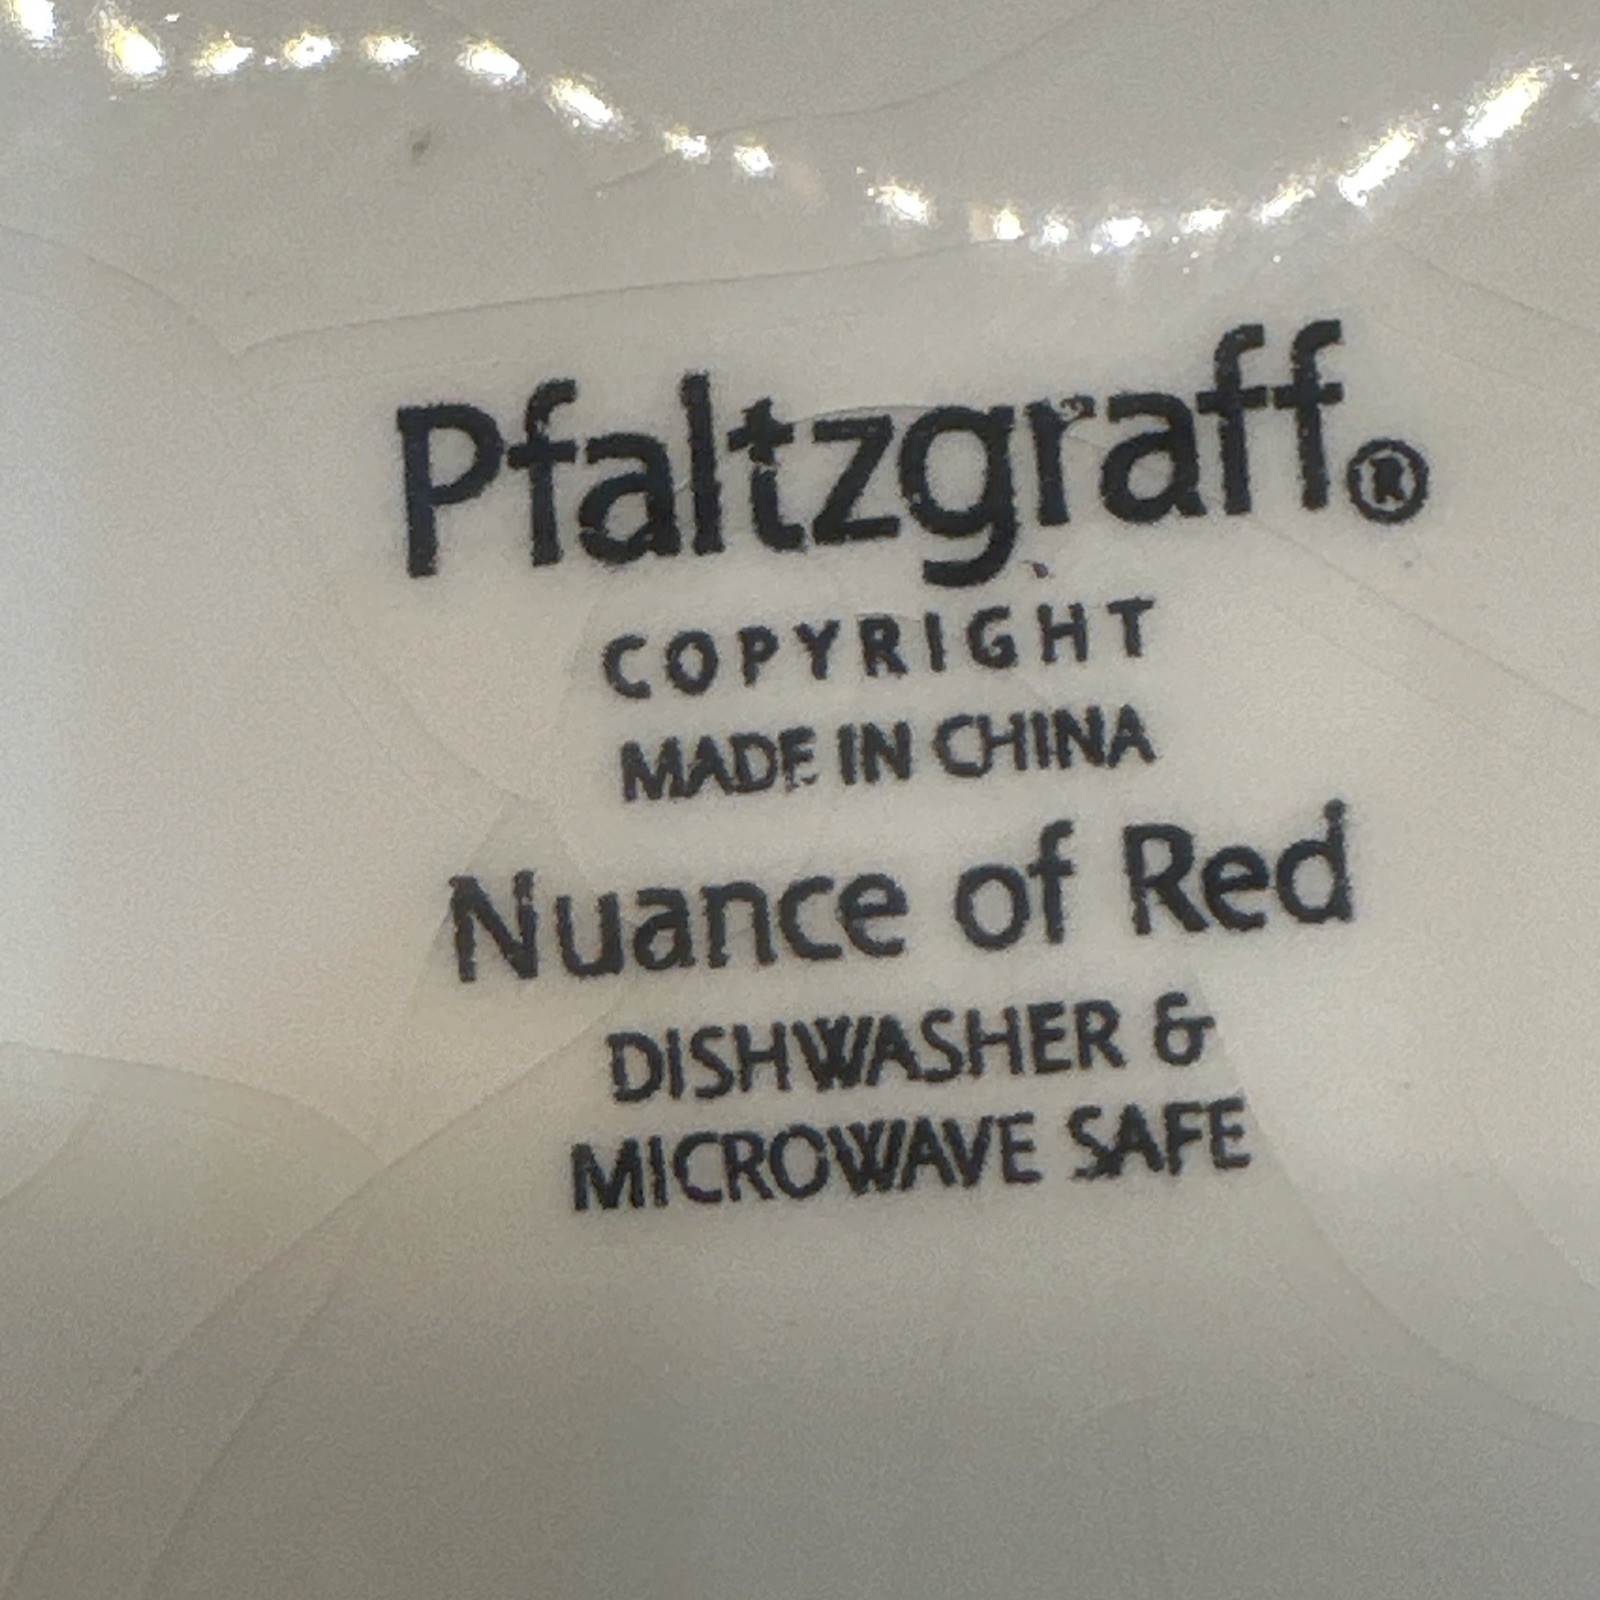 Pfaltzgraff®
COPYRIGHT
MADE IN CHINA
Nuance of Red
DISHWASHER &
MICROWAVE SAFE